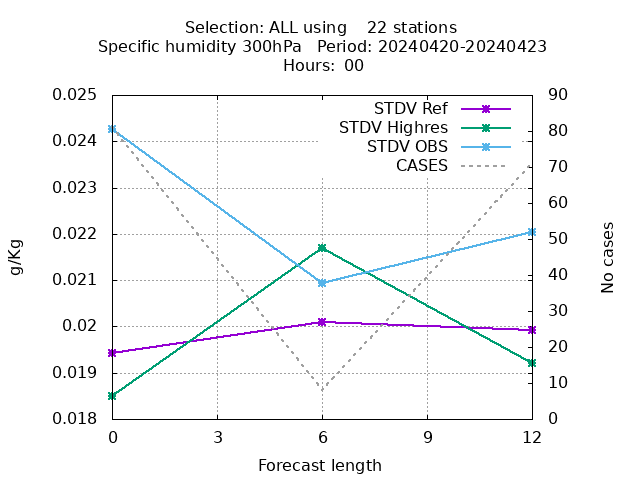 Selection: ALL using    22 stations
Specific humidity 300hPa   Period: 20240420-20240423
Hours: 00
STDV Ref
STDV Highres
STDV OBS
CASES
0.025
0.024
0.023
0.022
0.021
0.02
0.019
0.018
90
80
70
60
50
40
30
20
10
0
g/Kg
No cases
0 3 6 9 12
Forecast length